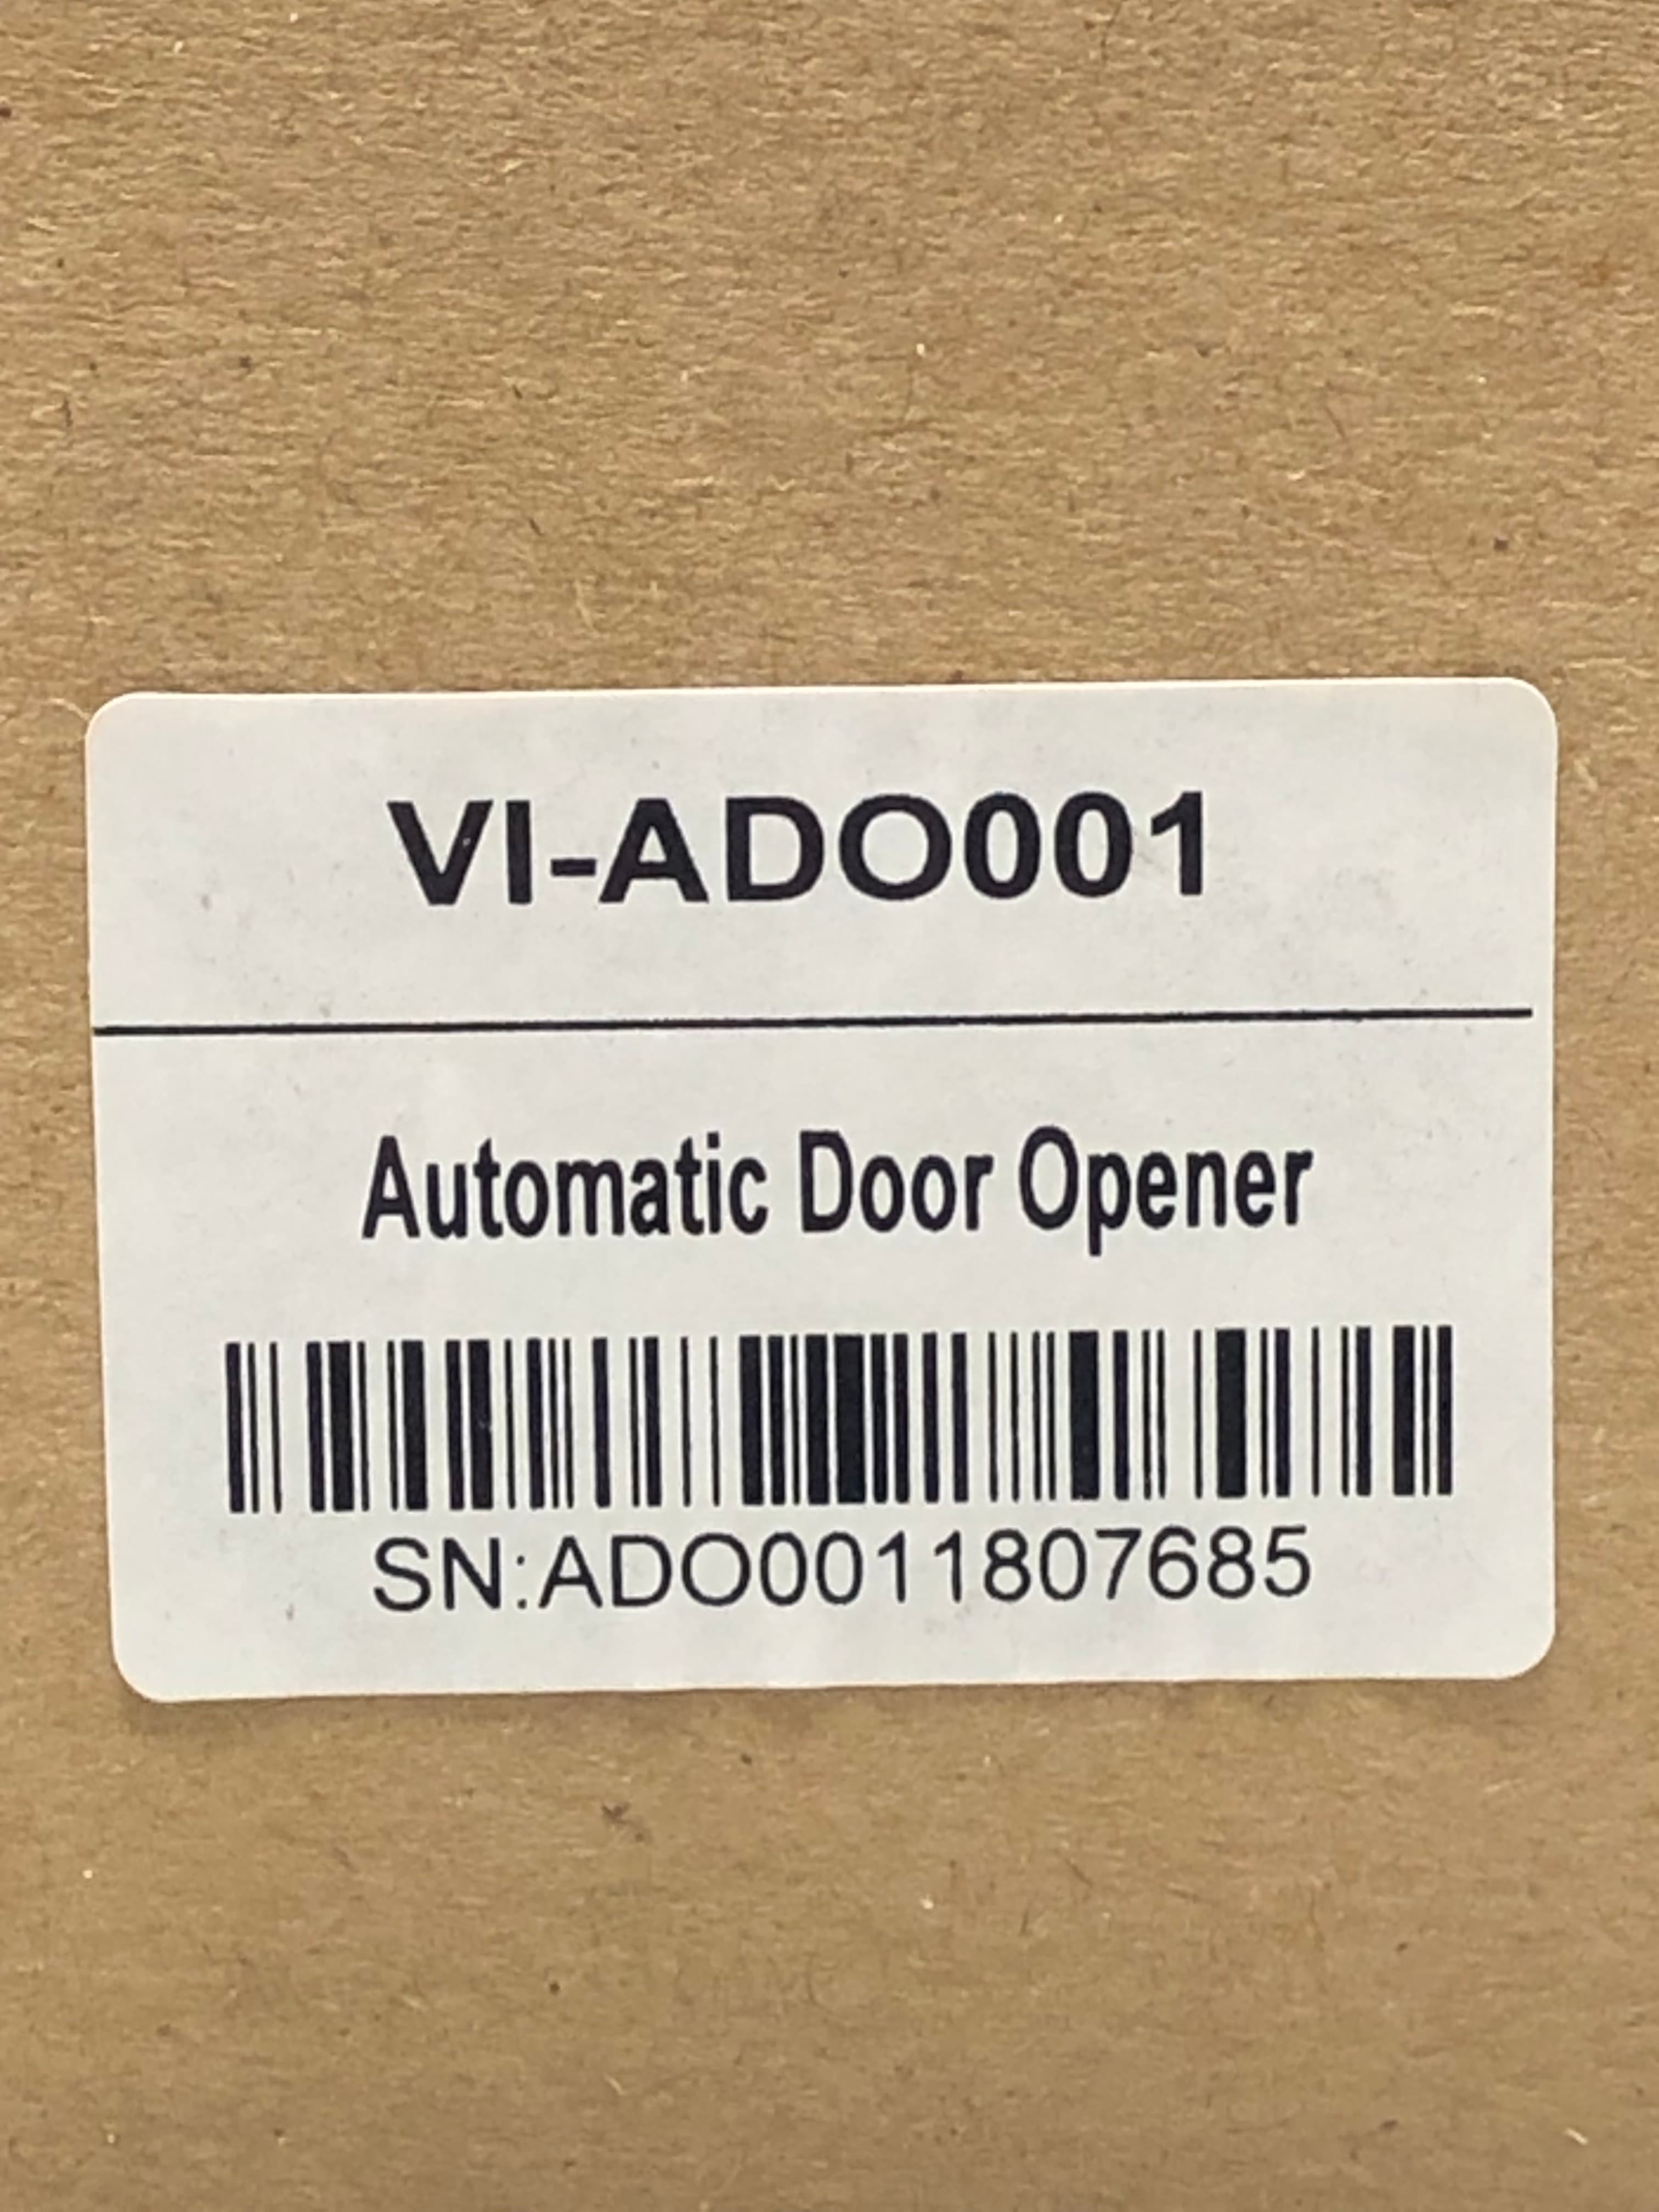 VI-ADO001
Automatic Door Opener
SN:ADO0011807685